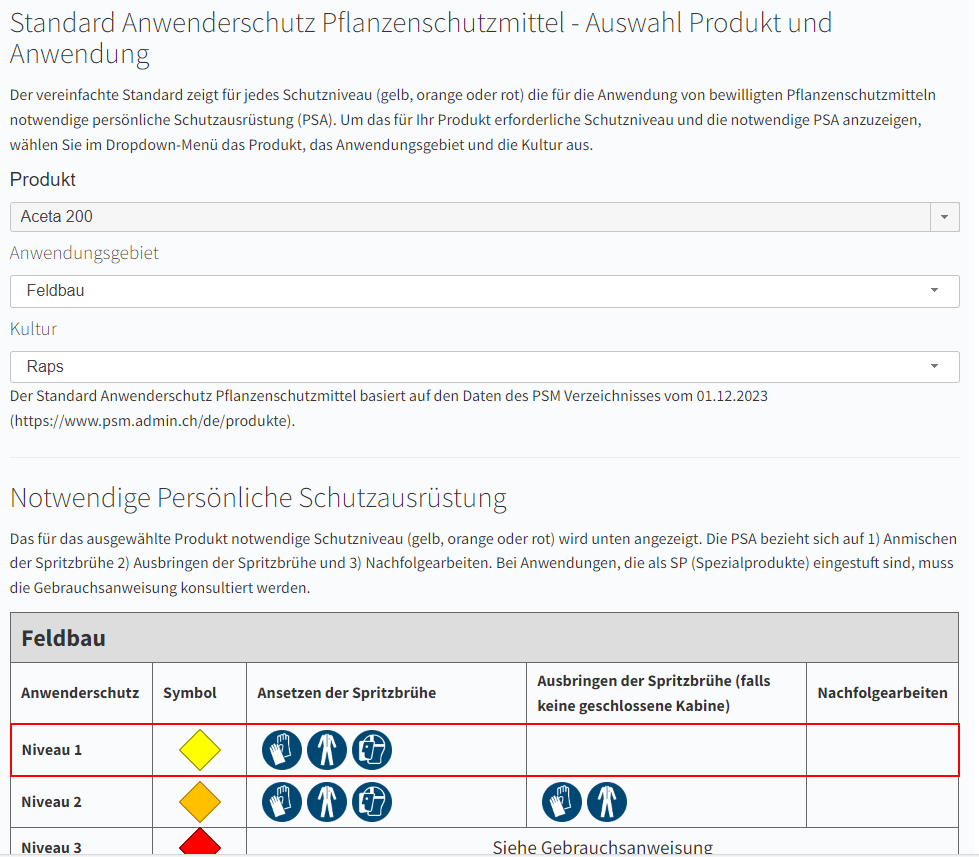 Standard Anwenderschutz Pflanzenschutzmittel - Auswahl Produkt und
Anwendung
Der vereinfachte Standard zeigt für jedes Schutzniveau (gelb, orange oder rot) die für die Anwendung von bewilligten Pflanzenschutzmitteln
notwendige persönliche Schutzausrüstung (PSA). Um das für Ihr Produkt erforderliche Schutzniveau und die notwendige PSA anzuzeigen,
wählen Sie im Dropdown-Menü das Produkt, das Anwendungsgebiet und die Kultur aus.
Produkt
Aceta 200
Anwendungsgebiet
Feldbau
Kultur
Raps
Der Standard Anwenderschutz Pflanzenschutzmittel basiert auf den Daten des PSM Verzeichnisses vom 01.12.2023
(https://www.psm.admin.ch/de/produkte).
Notwendige Persönliche Schutzausrüstung
Das für das ausgewählte Produkt notwendige Schutzniveau (gelb, orange oder rot) wird unten angezeigt. Die PSA bezieht sich auf 1) Anmischen
der Spritzbrühe 2) Ausbringen der Spritzbrühe und 3) Nachfolgearbeiten. Bei Anwendungen, die als SP (Spezialprodukte) eingestuft sind, muss
die Gebrauchsanweisung konsultiert werden.
Feldbau
Anwenderschutz Symbol Ansetzen der Spritzbrühe Ausbringen der Spritzbrühe (falls
keine geschlossene Kabine) Nachfolgearbeiten
Niveau 1
Niveau 2
Niveau 3 Siehe Gebrauchsanweisung